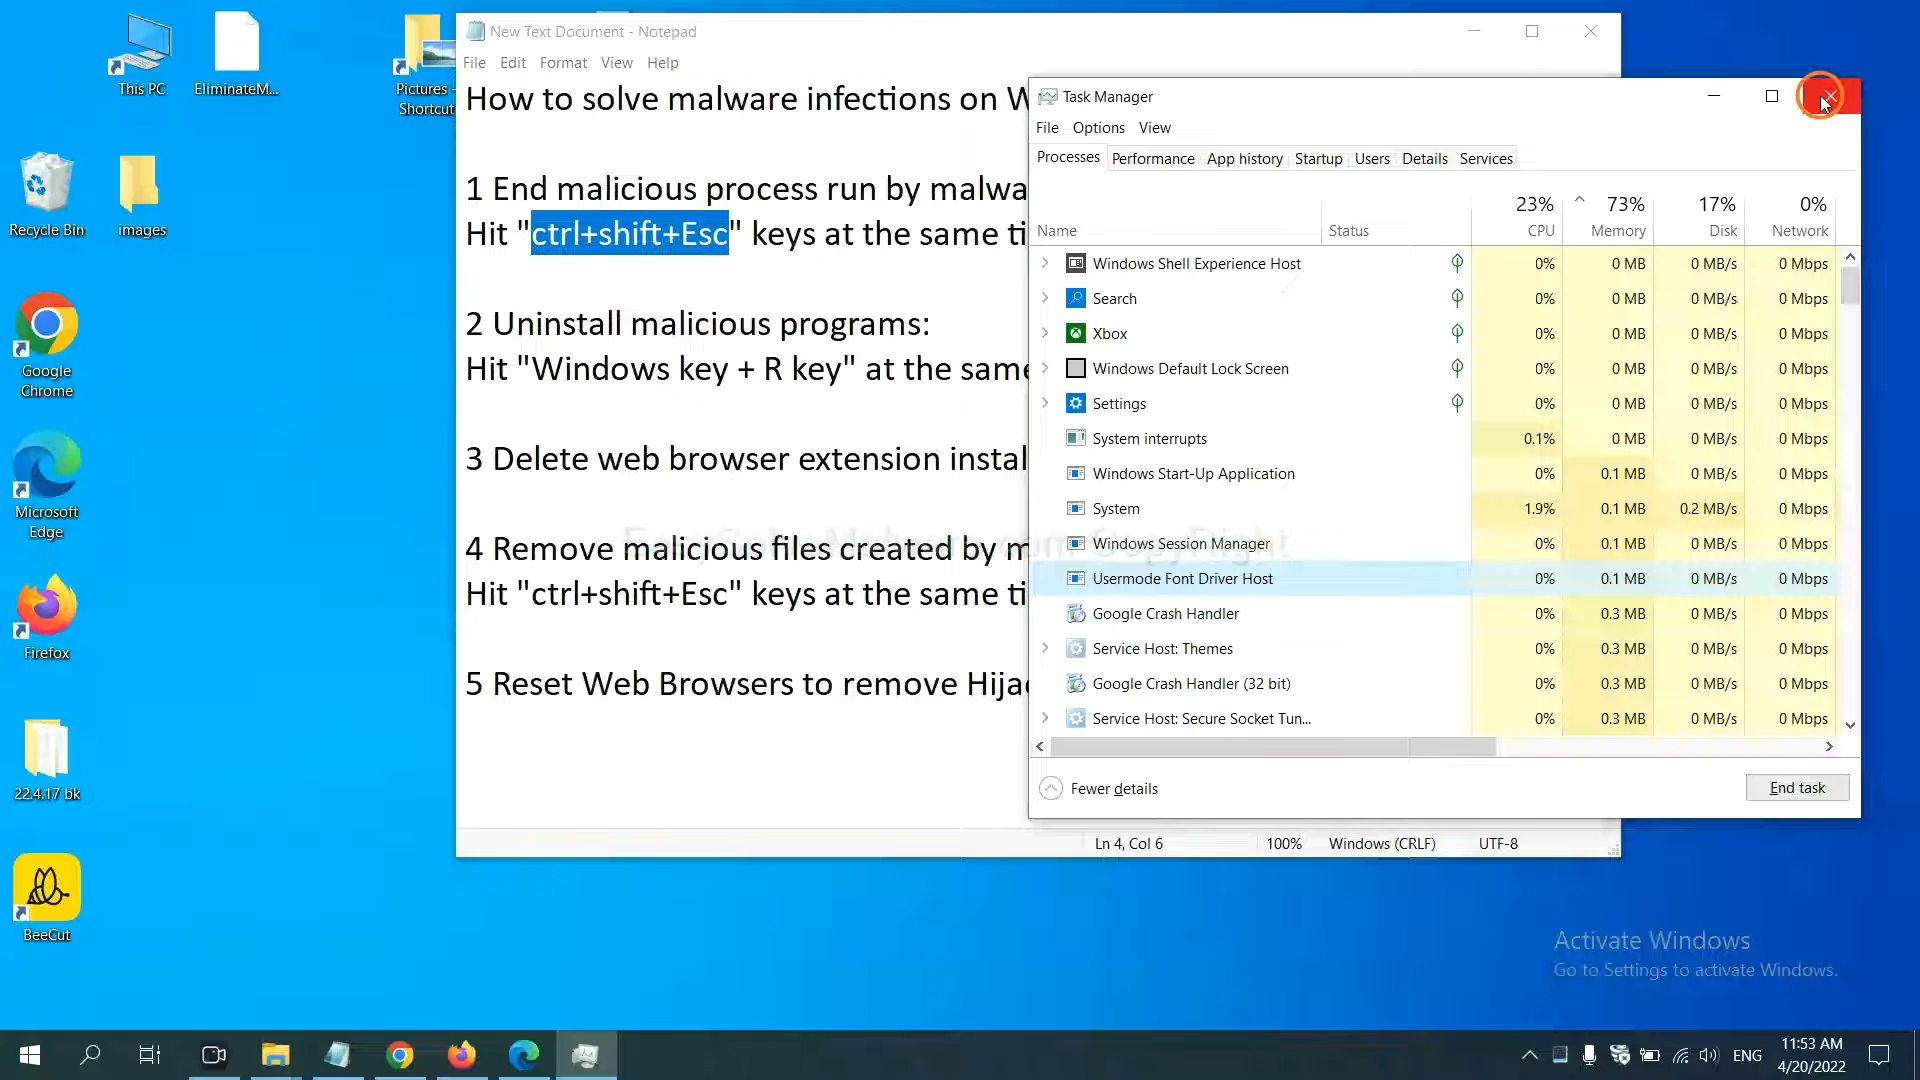 This PC
EliminateM...
Pictures -
Shortcut
Recycle Bin
images
Google
Chrome
Microsoft
Edge
Firefox
22.4.17 bk
BeeCut
New Text Document - Notepad
File Edit Format View Help
How to solve malware infections on W
1 End malicious process run by malwa
Hit "ctrl+shift+Esc" keys at the same ti
2 Uninstall malicious programs:
Hit "Windows key + R key" at the same
3 Delete web browser extension instal
4 Remove malicious files created by m
Hit "ctrl+shift+Esc" keys at the same ti
5 Reset Web Browsers to remove Hijac
Ln 4, Col 6 100% Windows (CRLF) UTF-8
Task Manager
File Options View
Processes Performance App history Startup Users Details Services
23% 73% 17% 0%
Name Status CPU Memory Disk Network
Windows Shell Experience Host 0% 0 MB 0 MB/s 0 Mbps
Search 0% 0 MB 0 MB/s 0 Mbps
Xbox 0% 0 MB 0 MB/s 0 Mbps
Windows Default Lock Screen 0% 0 MB 0 MB/s 0 Mbps
Settings 0% 0 MB 0 MB/s 0 Mbps
System interrupts 0.1% 0 MB 0 MB/s 0 Mbps
Windows Start-Up Application 0% 0.1 MB 0 MB/s 0 Mbps
System 1.9% 0.1 MB 0.2 MB/s 0 Mbps
Windows Session Manager 0% 0.1 MB 0 MB/s 0 Mbps
Usermode Font Driver Host 0% 0.1 MB 0 MB/s 0 Mbps
Google Crash Handler 0% 0.3 MB 0 MB/s 0 Mbps
Service Host: Themes 0% 0.3 MB 0 MB/s 0 Mbps
Google Crash Handler (32 bit) 0% 0.3 MB 0 MB/s 0 Mbps
Service Host: Secure Socket Tun... 0% 0.3 MB 0 MB/s 0 Mbps
Fewer details
End task
Activate Windows
Go to Settings to activate Windows.
ENG
11:53 AM
4/20/2022